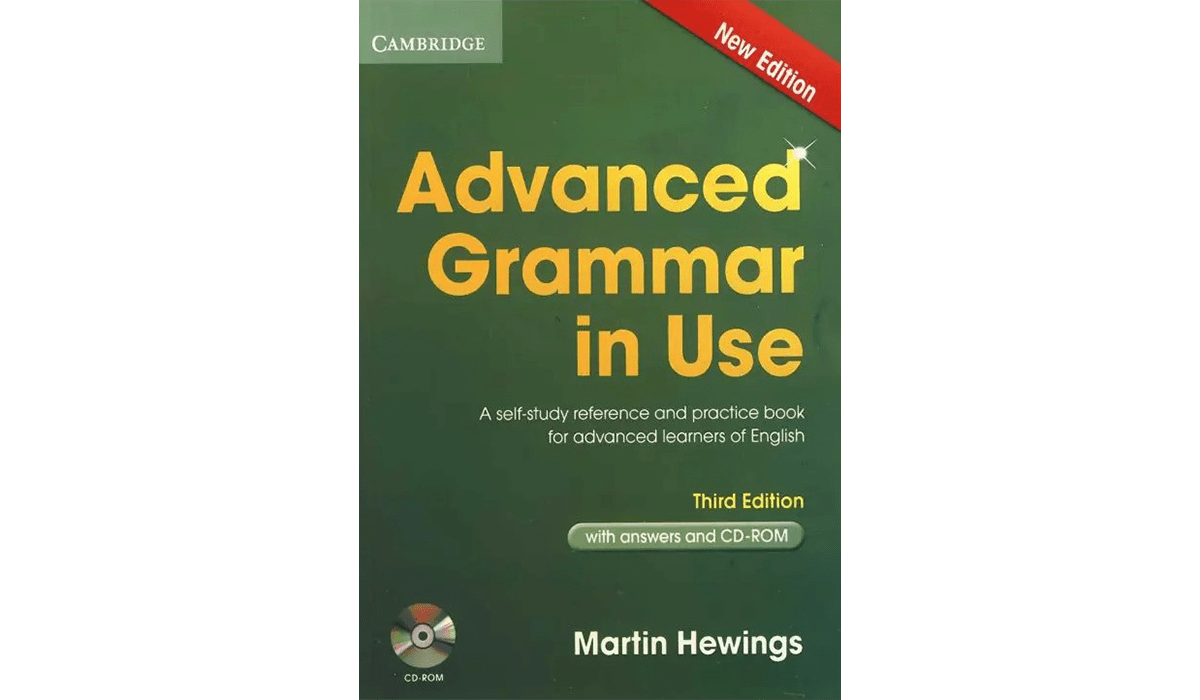 CAMBRIDGE
New Edition
Advanced
Grammar
in Use
A self-study reference and practice book
for advanced learners of English
Third Edition
with answers and CD-ROM
CD-ROM
Martin Hewings